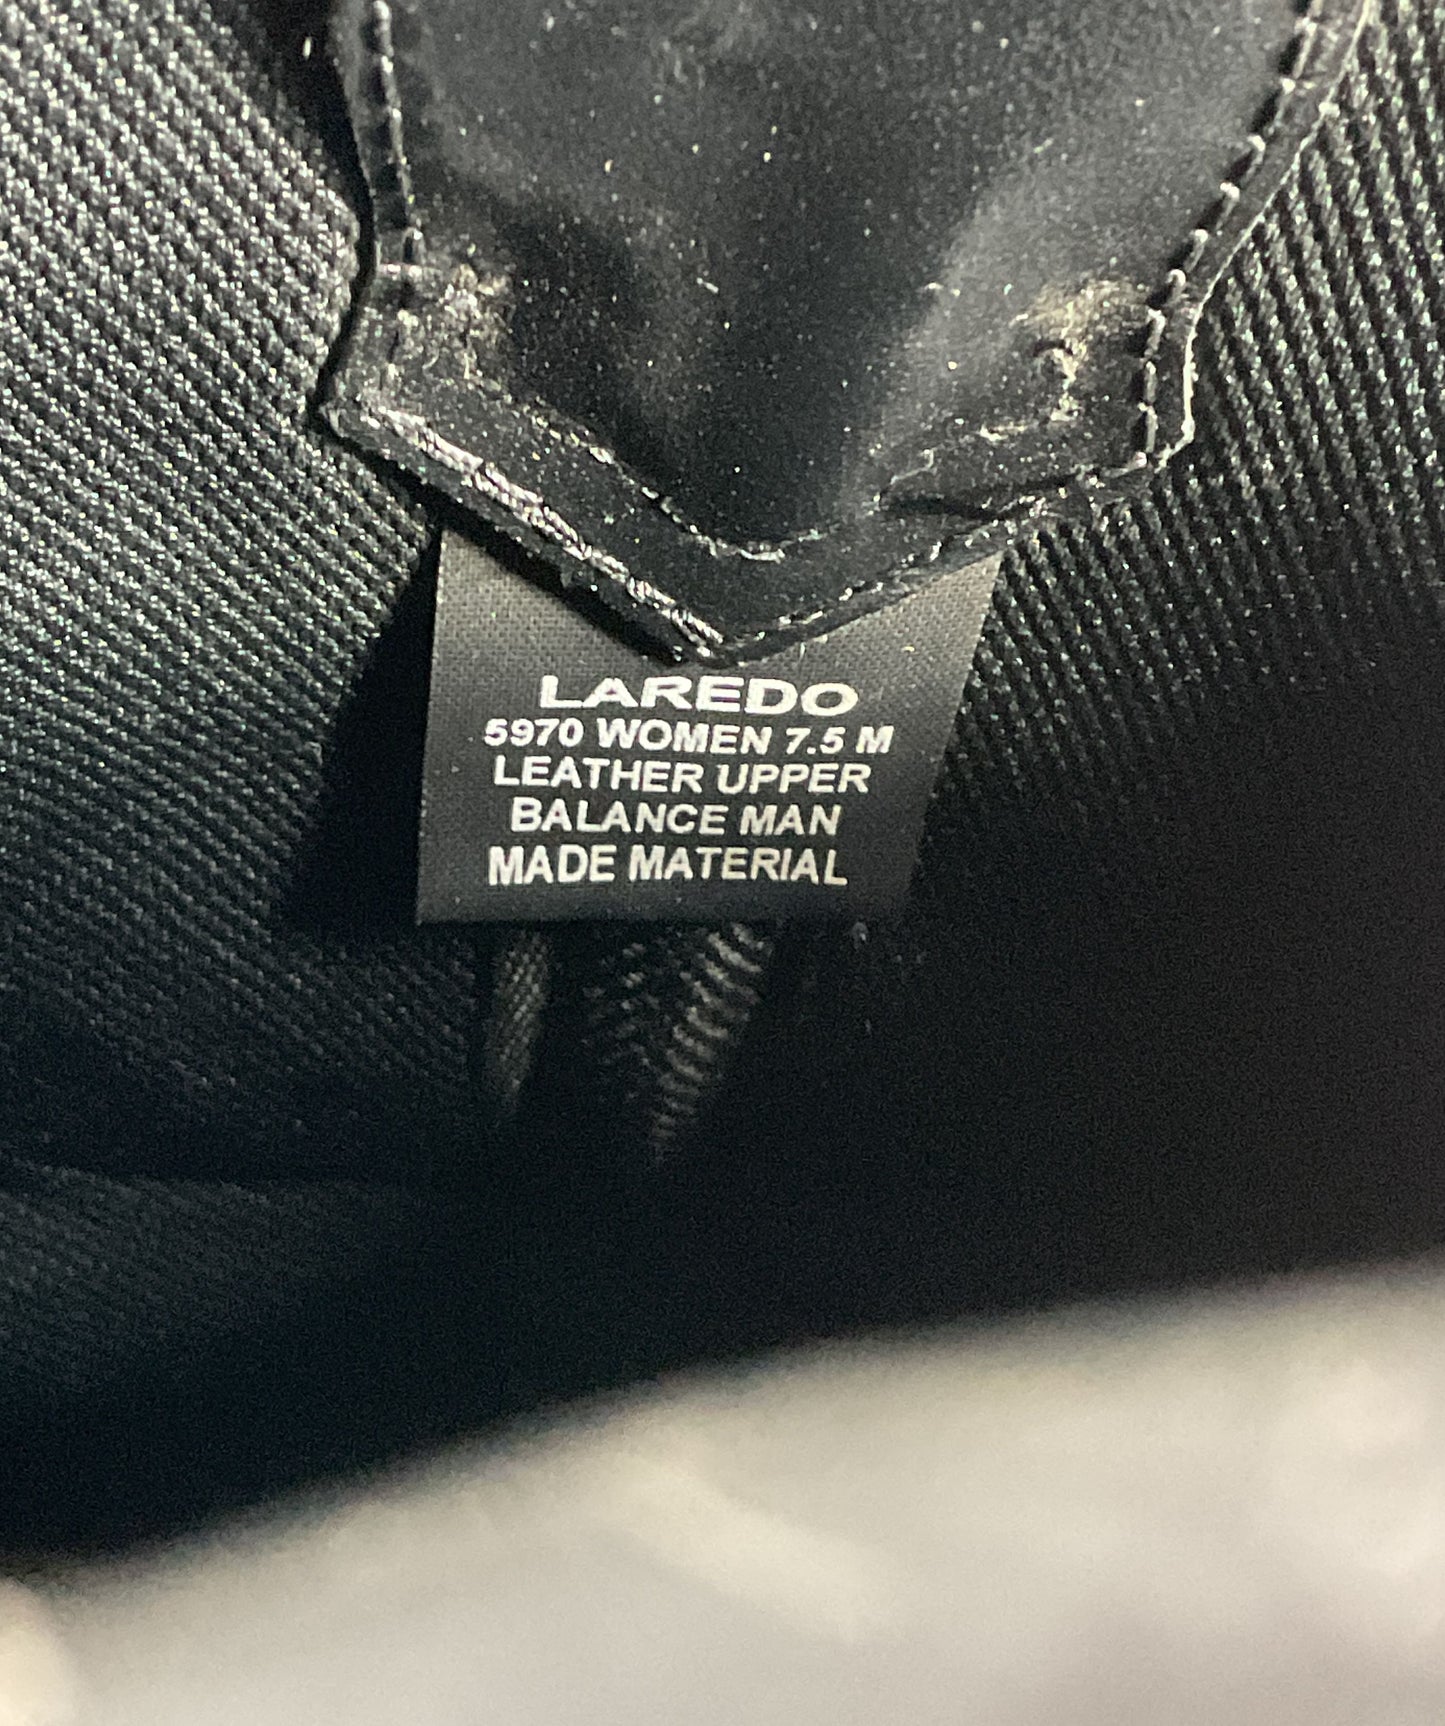 LAREDO
5970 WOMEN 7.5 M
LEATHER UPPER
BALANCE MAN
MADE MATERIAL